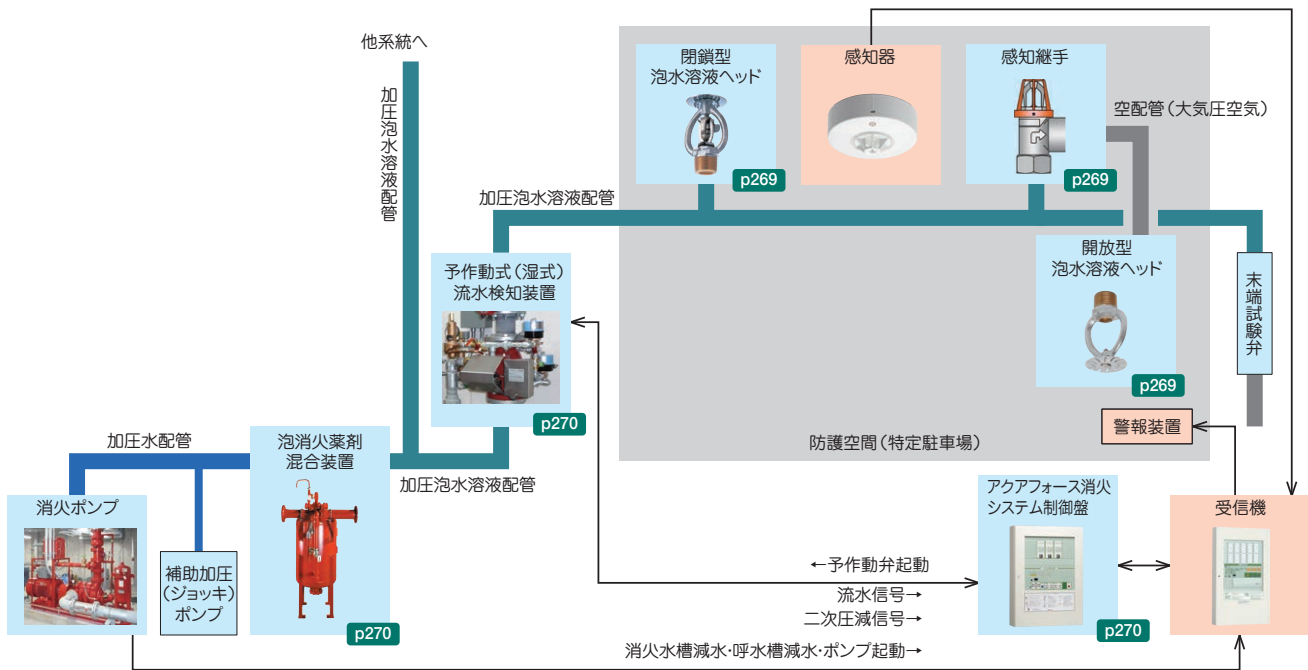 他系統へ
加圧泡水溶液配管
閉鎖型
泡水溶液ヘッド
p269
感知器
感知継手
p269
空配管(大気圧空気)
加圧泡水溶液配管
予作動式(湿式)
流水検知装置
p270
開放型
泡水溶液ヘッド
p269
末端試験弁
警報装置
防護空間(特定駐車場)
加圧水配管
泡消火薬剤
混合装置
p270
加圧泡水溶液配管
消火ポンプ
補助加圧
(ジョッキ)
ポンプ
アクアフォース消火
システム制御盤
p270
受信機
←予作動弁起動
流水信号→
二次圧減信号→
消火水槽減水・呼水槽減水・ポンプ起動→